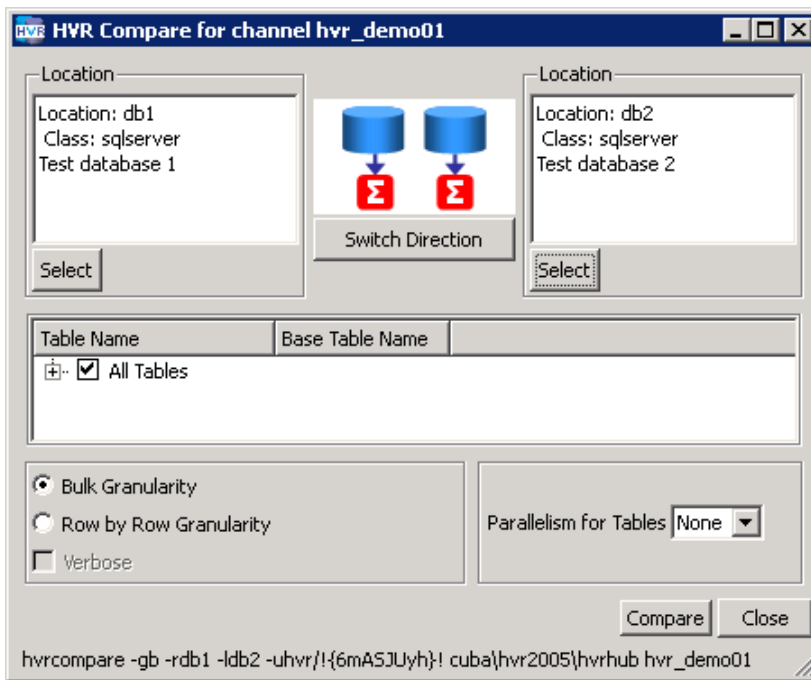 HVR HVR Compare for channel hvr_demo01
Location
Location: db1
Class: sqlserver
Test database 1
Select
Σ Σ
Switch Direction
Location
Location: db2
Class: sqlserver
Test database 2
Select
Table Name Base Table Name
All Tables
Bulk Granularity
Row by Row Granularity
Verbose
Parallelism for Tables None
Compare Close
hvrcompare -gb -rdb1 -ldb2 -uhvr/!{6mASJUyh}! cuba\hvr2005\hvrhub hvr_demo01